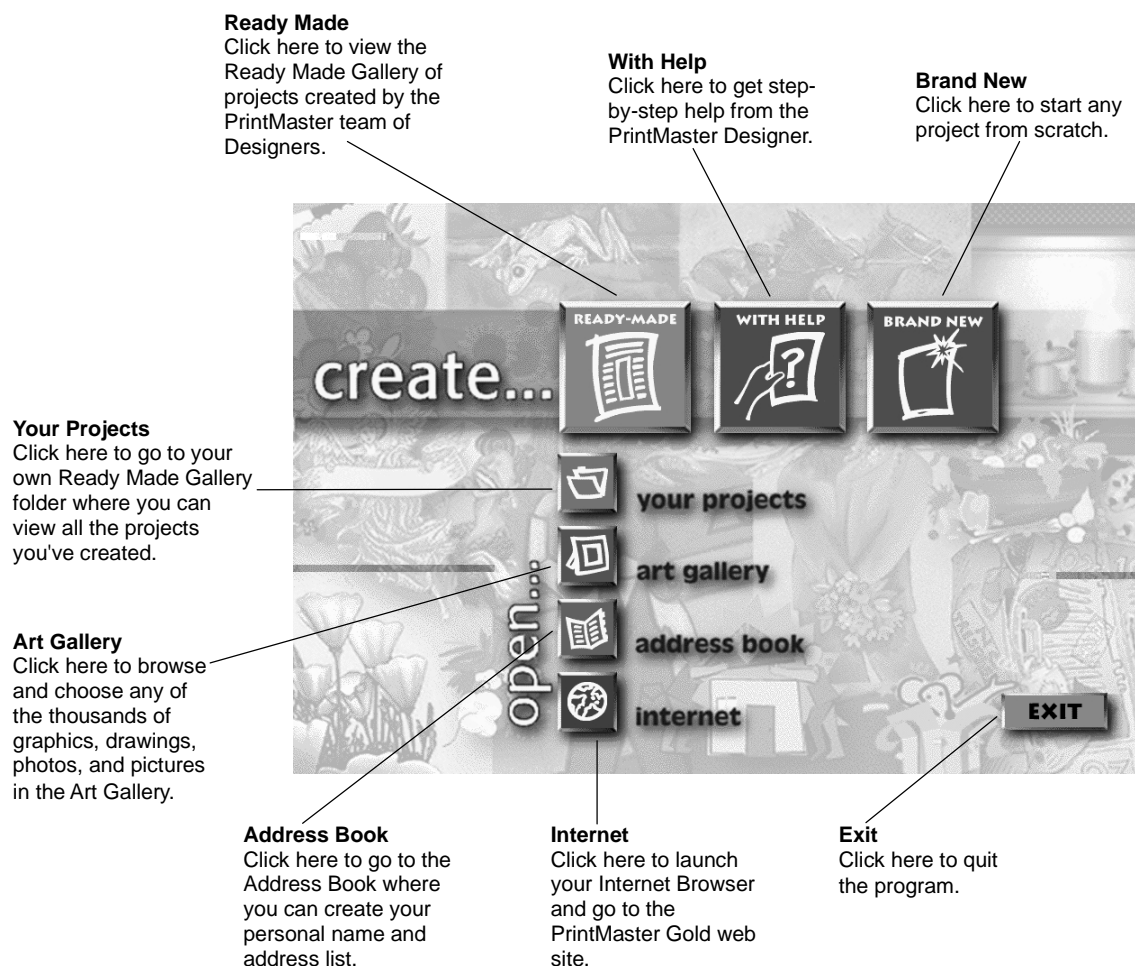 Ready Made
Click here to view the
Ready Made Gallery of
projects created by the
PrintMaster team of
Designers.
With Help
Click here to get step-
by-step help from the
PrintMaster Designer.
Brand New
Click here to start any
project from scratch.
READY-MADE
WITH HELP
BRAND NEW
create...
Your Projects
Click here to go to your
own Ready Made Gallery
folder where you can
view all the projects
you've created.
your projects
art gallery
open...
address book
internet
EXIT
Art Gallery
Click here to browse
and choose any of
the thousands of
graphics, drawings,
photos, and pictures
in the Art Gallery.
Address Book
Click here to go to the
Address Book where
you can create your
personal name and
address list.
Internet
Click here to launch
your Internet Browser
and go to the
PrintMaster Gold web
site.
Exit
Click here to quit
the program.